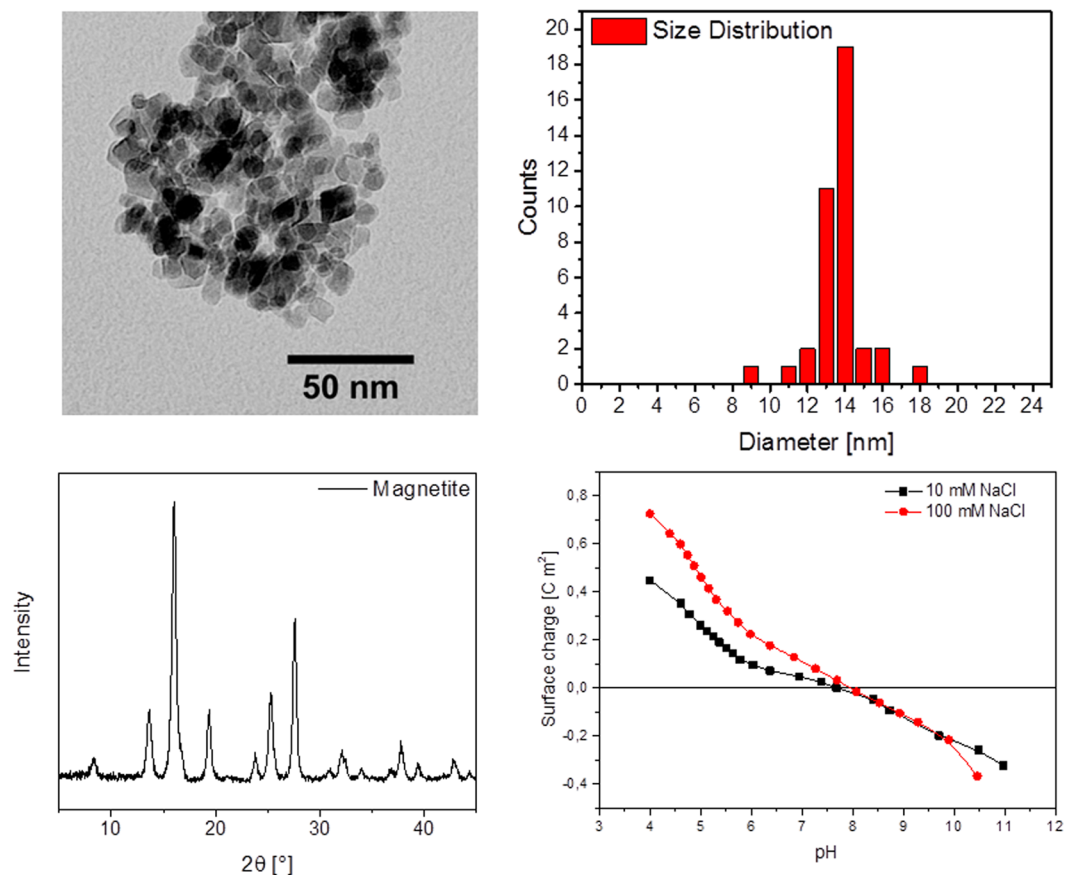 50 nm
Size Distribution
20
18
16
14
12
10
8
6
4
2
0
Counts
0 2 4 6 8 10 12 14 16 18 20 22 24
Diameter [nm]
Magnetite
Intensity
10 20 30 40
2θ [°]
10 mM NaCl
100 mM NaCl
0,8
0,6
0,4
0,2
0,0
-0,2
-0,4
Surface charge [C m²]
3 4 5 6 7 8 9 10 11 12
pH